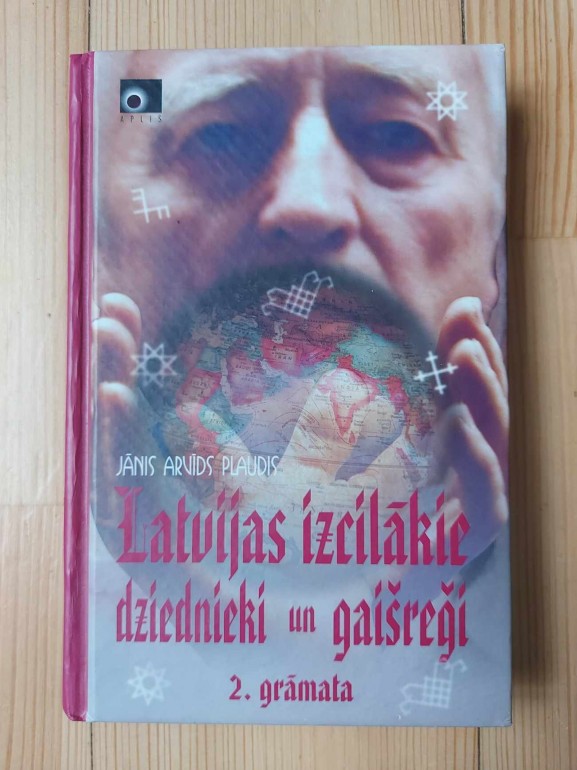 APLIS
JĀNIS ARVĪDS PLAUDIS
Latvijas izcilākie
dziednieki un gaišreģi
2. grāmata